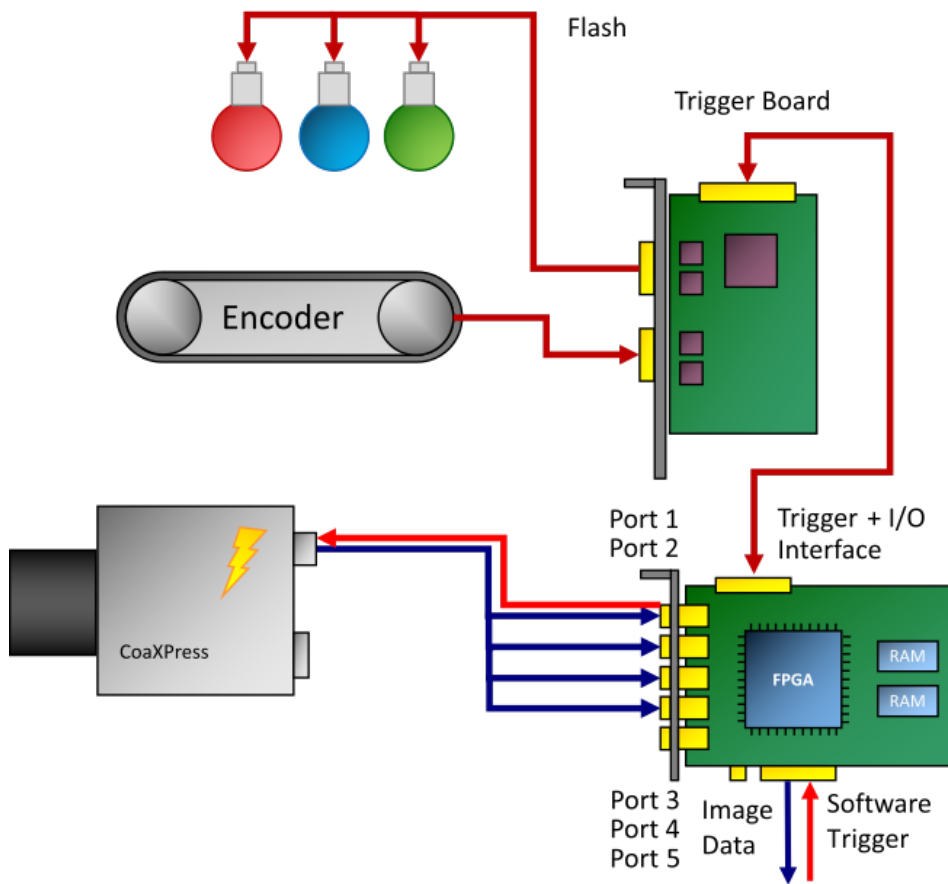 Flash
Trigger Board
Encoder
Port 1
Port 2
Trigger + I/O
Interface
CoaXPress
FPGA
RAM
RAM
Port 3
Port 4
Port 5
Image
Data
Software
Trigger